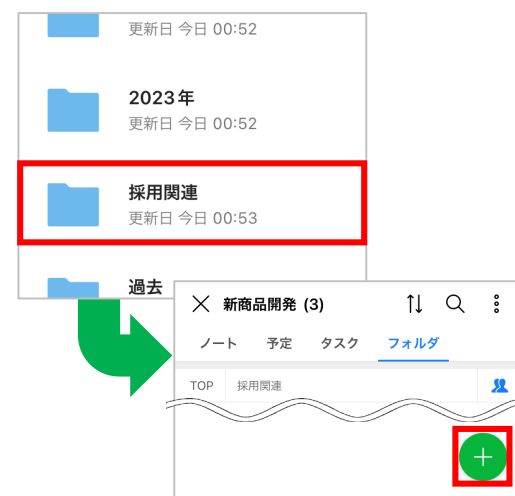 更新日 今日 00:52
2023年
更新日 今日 00:52
採用関連
更新日 今日 00:53
過去
新商品開発 (3)
ノート 予定 タスク フォルダ
TOP 採用関連